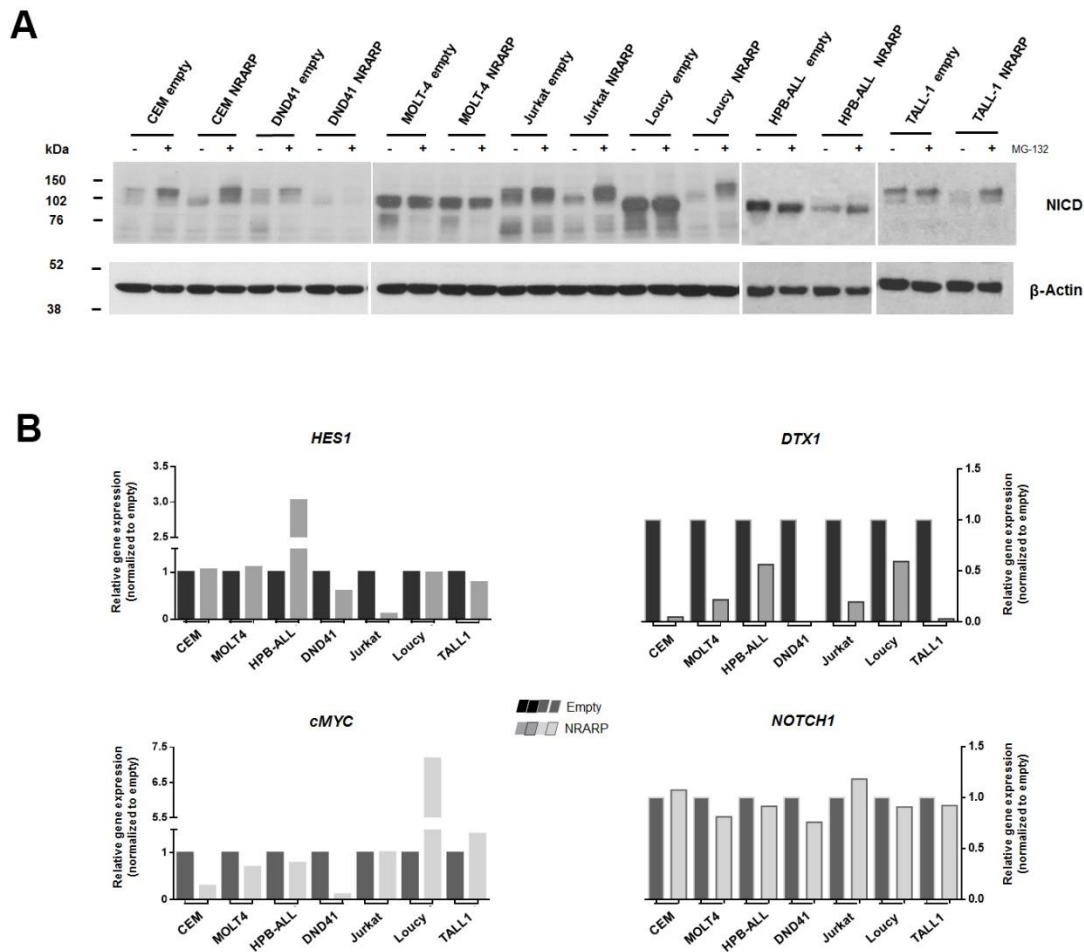 A
CEM empty
CEM NRARP
DND41 empty
DND41 NRARP
MOLT-4 empty
MOLT-4 NRARP
Jurkat empty
Jurkat NRARP
Loucy empty
Loucy NRARP
HPB-ALL empty
HPB-ALL NRARP
TALL-1 empty
TALL-1 NRARP
kDa - + - + - + - + - + - + - + - + - + - + - + - + - + - + MG-132
150
102
76
NICD
52
38
β-Actin
B
HES1
Relative gene expression
(normalized to empty)
3.5
3.0
2.5
1
0
CEM
MOLT4
HPB-ALL
DND41
Jurkat
Loucy
TALL1
DTX1
1.5
1.0
0.5
0.0
Relative gene expression
(normalized to empty)
CEM
MOLT4
HPB-ALL
DND41
Jurkat
Loucy
TALL1
Empty
NRARP
cMYC
Relative gene expression
(normalized to empty)
7.5
6.5
5.5
1
0
CEM
MOLT4
HPB-ALL
DND41
Jurkat
Loucy
TALL1
NOTCH1
1.5
1.0
0.5
0.0
Relative gene expression
(normalized to empty)
CEM
MOLT4
HPB-ALL
DND41
Jurkat
Loucy
TALL1